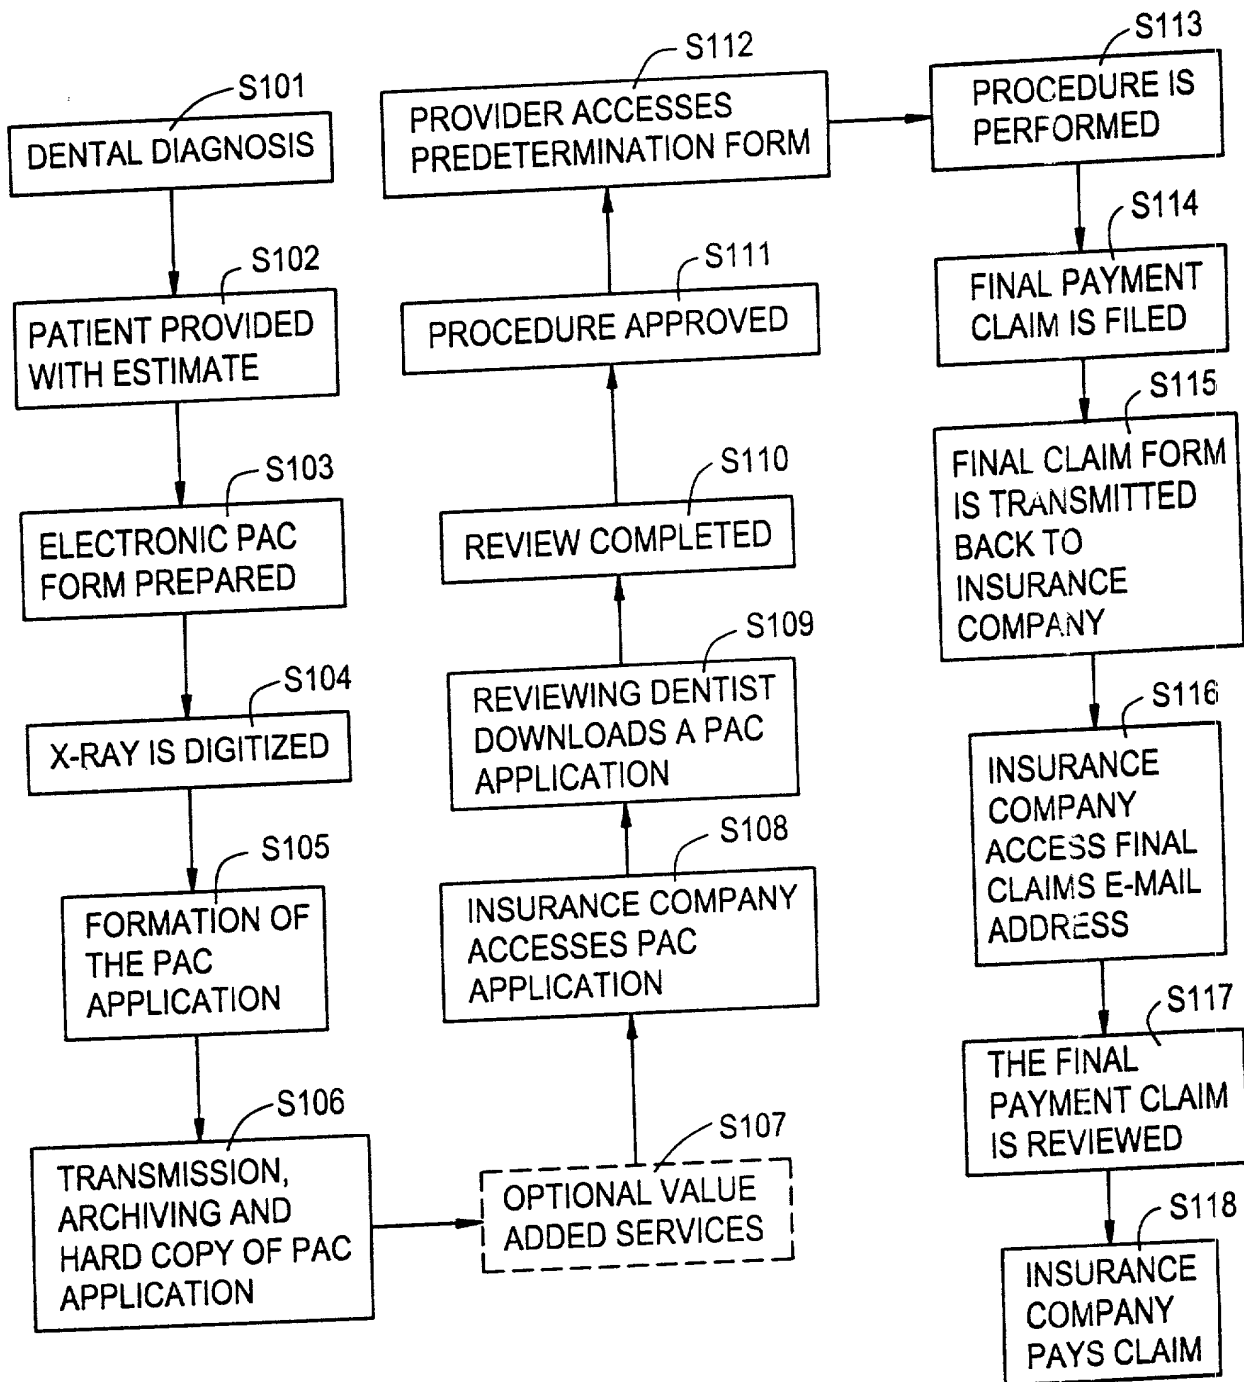 S101
DENTAL DIAGNOSIS
S102
PATIENT PROVIDED
WITH ESTIMATE
S103
ELECTRONIC PAC
FORM PREPARED
S104
X-RAY IS DIGITIZED
S105
FORMATION OF
THE PAC
APPLICATION
S106
TRANSMISSION,
ARCHIVING AND
HARD COPY OF PAC
APPLICATION
S107
OPTIONAL VALUE
ADDED SERVICES
S108
INSURANCE COMPANY
ACCESSES PAC
APPLICATION
S109
REVIEWING DENTIST
DOWNLOADS A PAC
APPLICATION
S110
REVIEW COMPLETED
S111
PROCEDURE APPROVED
S112
PROVIDER ACCESSES
PREDETERMINATION FORM
S113
PROCEDURE IS
PERFORMED
S114
FINAL PAYMENT
CLAIM IS FILED
S115
FINAL CLAIM FORM
IS TRANSMITTED
BACK TO
INSURANCE
COMPANY
S116
INSURANCE
COMPANY
ACCESS FINAL
CLAIMS E-MAIL
ADDRESS
S117
THE FINAL
PAYMENT CLAIM
IS REVIEWED
S118
INSURANCE
COMPANY
PAYS CLAIM